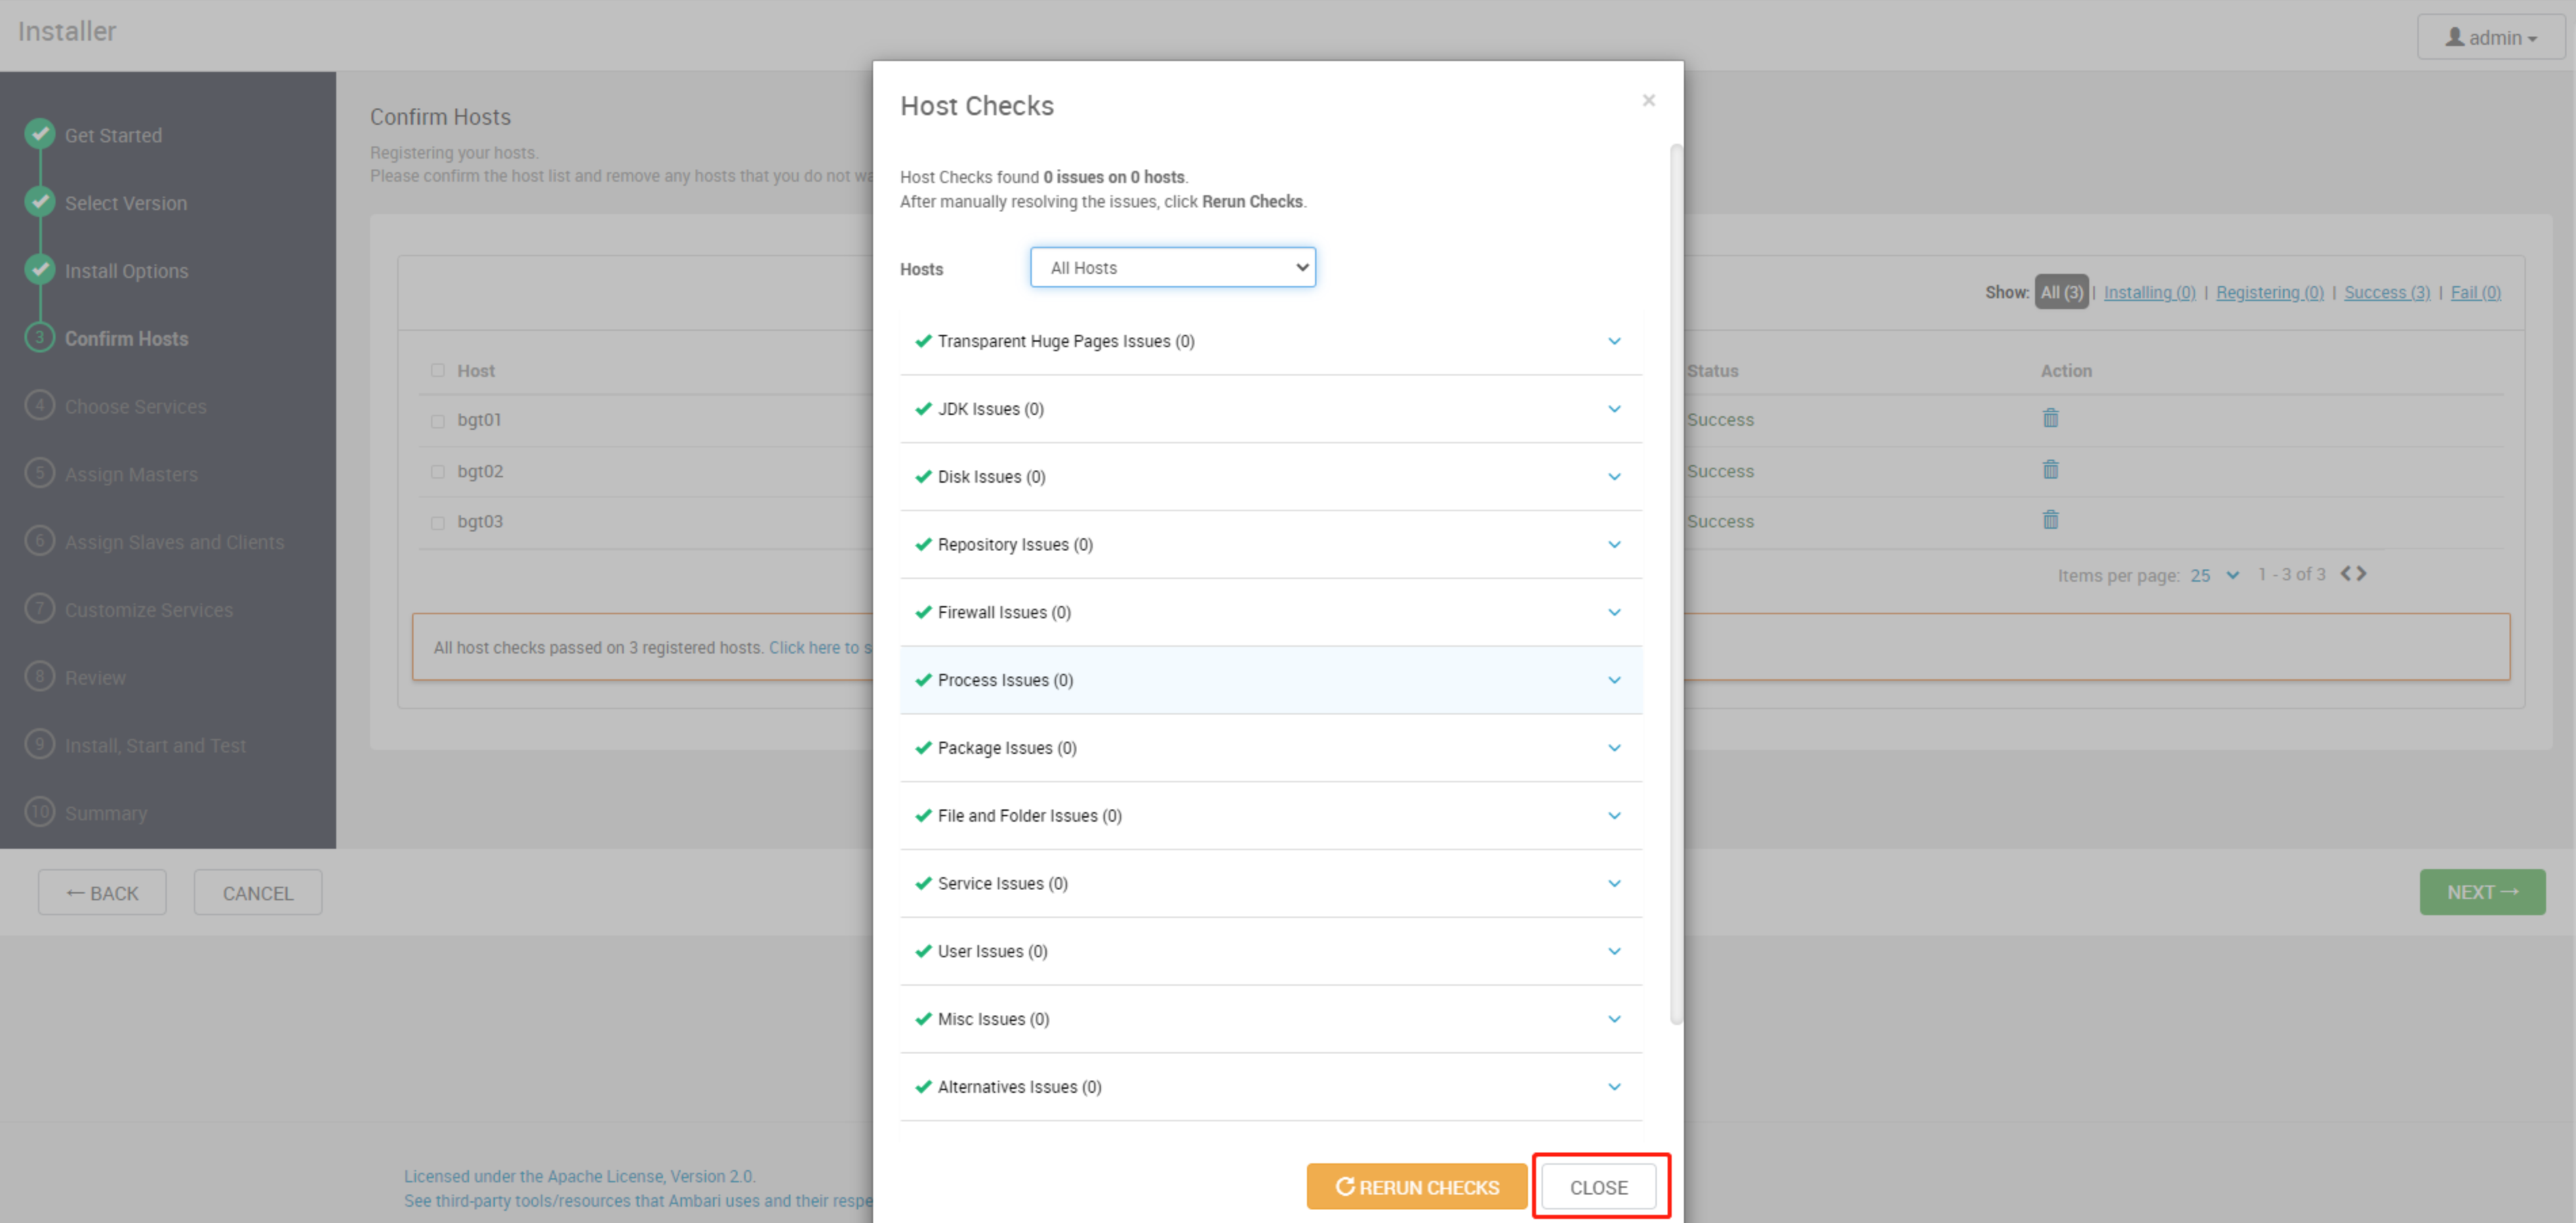 Installer
admin
Get Started
Select Version
Install Options
3 Confirm Hosts
4 Choose Services
5 Assign Masters
6 Assign Slaves and Clients
7 Customize Services
8 Review
9 Install, Start and Test
10 Summary
Confirm Hosts
Registering your hosts.
Please confirm the host list and remove any hosts that you do not
Show: All (3) | Installing (0) | Registering (0) | Success (3) | Fail (0)
Host Status Action
bgt01 Success
bgt02 Success
bgt03 Success
Items per page: 25 1 - 3 of 3
All host checks passed on 3 registered hosts. Click here to
← BACK CANCEL NEXT →
Licensed under the Apache License, Version 2.0.
See third-party tools/resources that Ambari uses and their
Host Checks ×
Host Checks found 0 issues on 0 hosts.
After manually resolving the issues, click Rerun Checks.
Hosts All Hosts
Transparent Huge Pages Issues (0)
JDK Issues (0)
Disk Issues (0)
Repository Issues (0)
Firewall Issues (0)
Process Issues (0)
Package Issues (0)
File and Folder Issues (0)
Service Issues (0)
User Issues (0)
Misc Issues (0)
Alternatives Issues (0)
RERUN CHECKS CLOSE